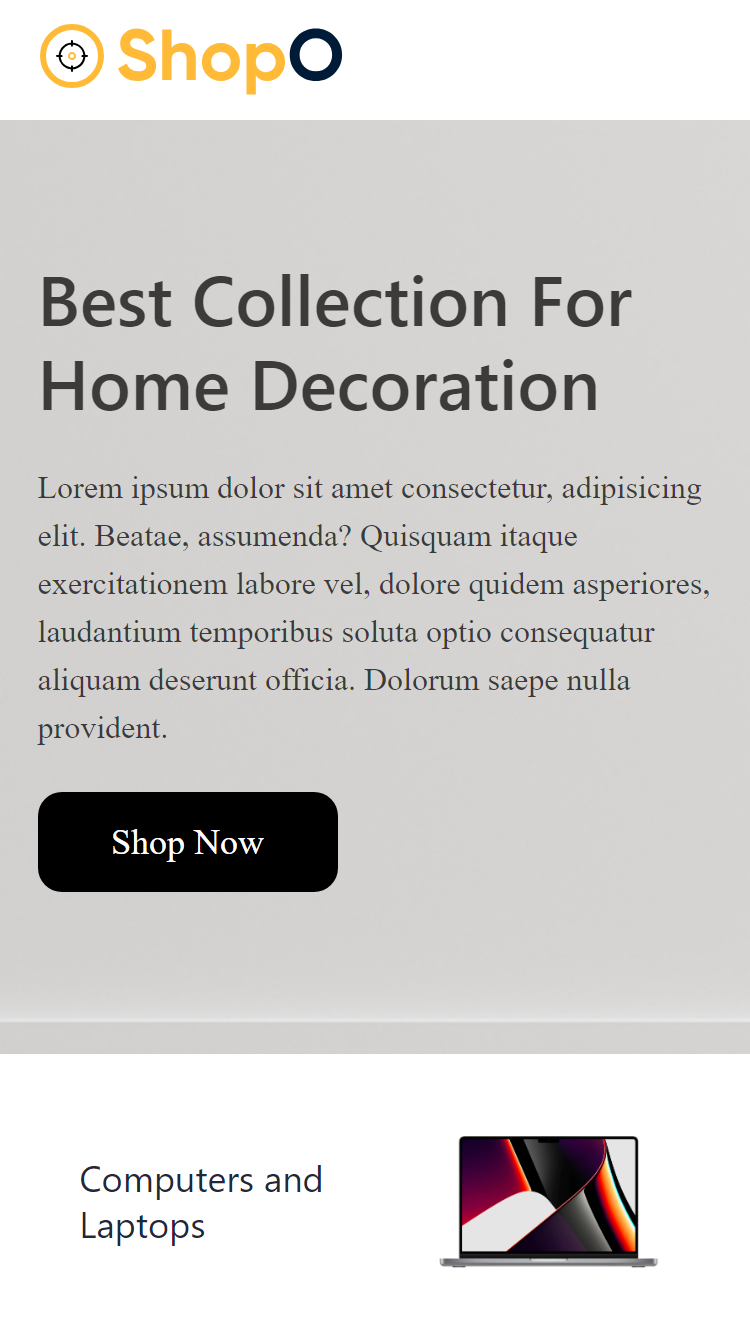 ShopO
Best Collection For
Home Decoration
Lorem ipsum dolor sit amet consectetur, adipisicing
elit. Beatae, assumenda? Quisquam itaque
exercitationem labore vel, dolore quidem asperiores,
laudantium temporibus soluta optio consequatur
aliquam deserunt officia. Dolorum saepe nulla
provident.
Shop Now
Computers and
Laptops